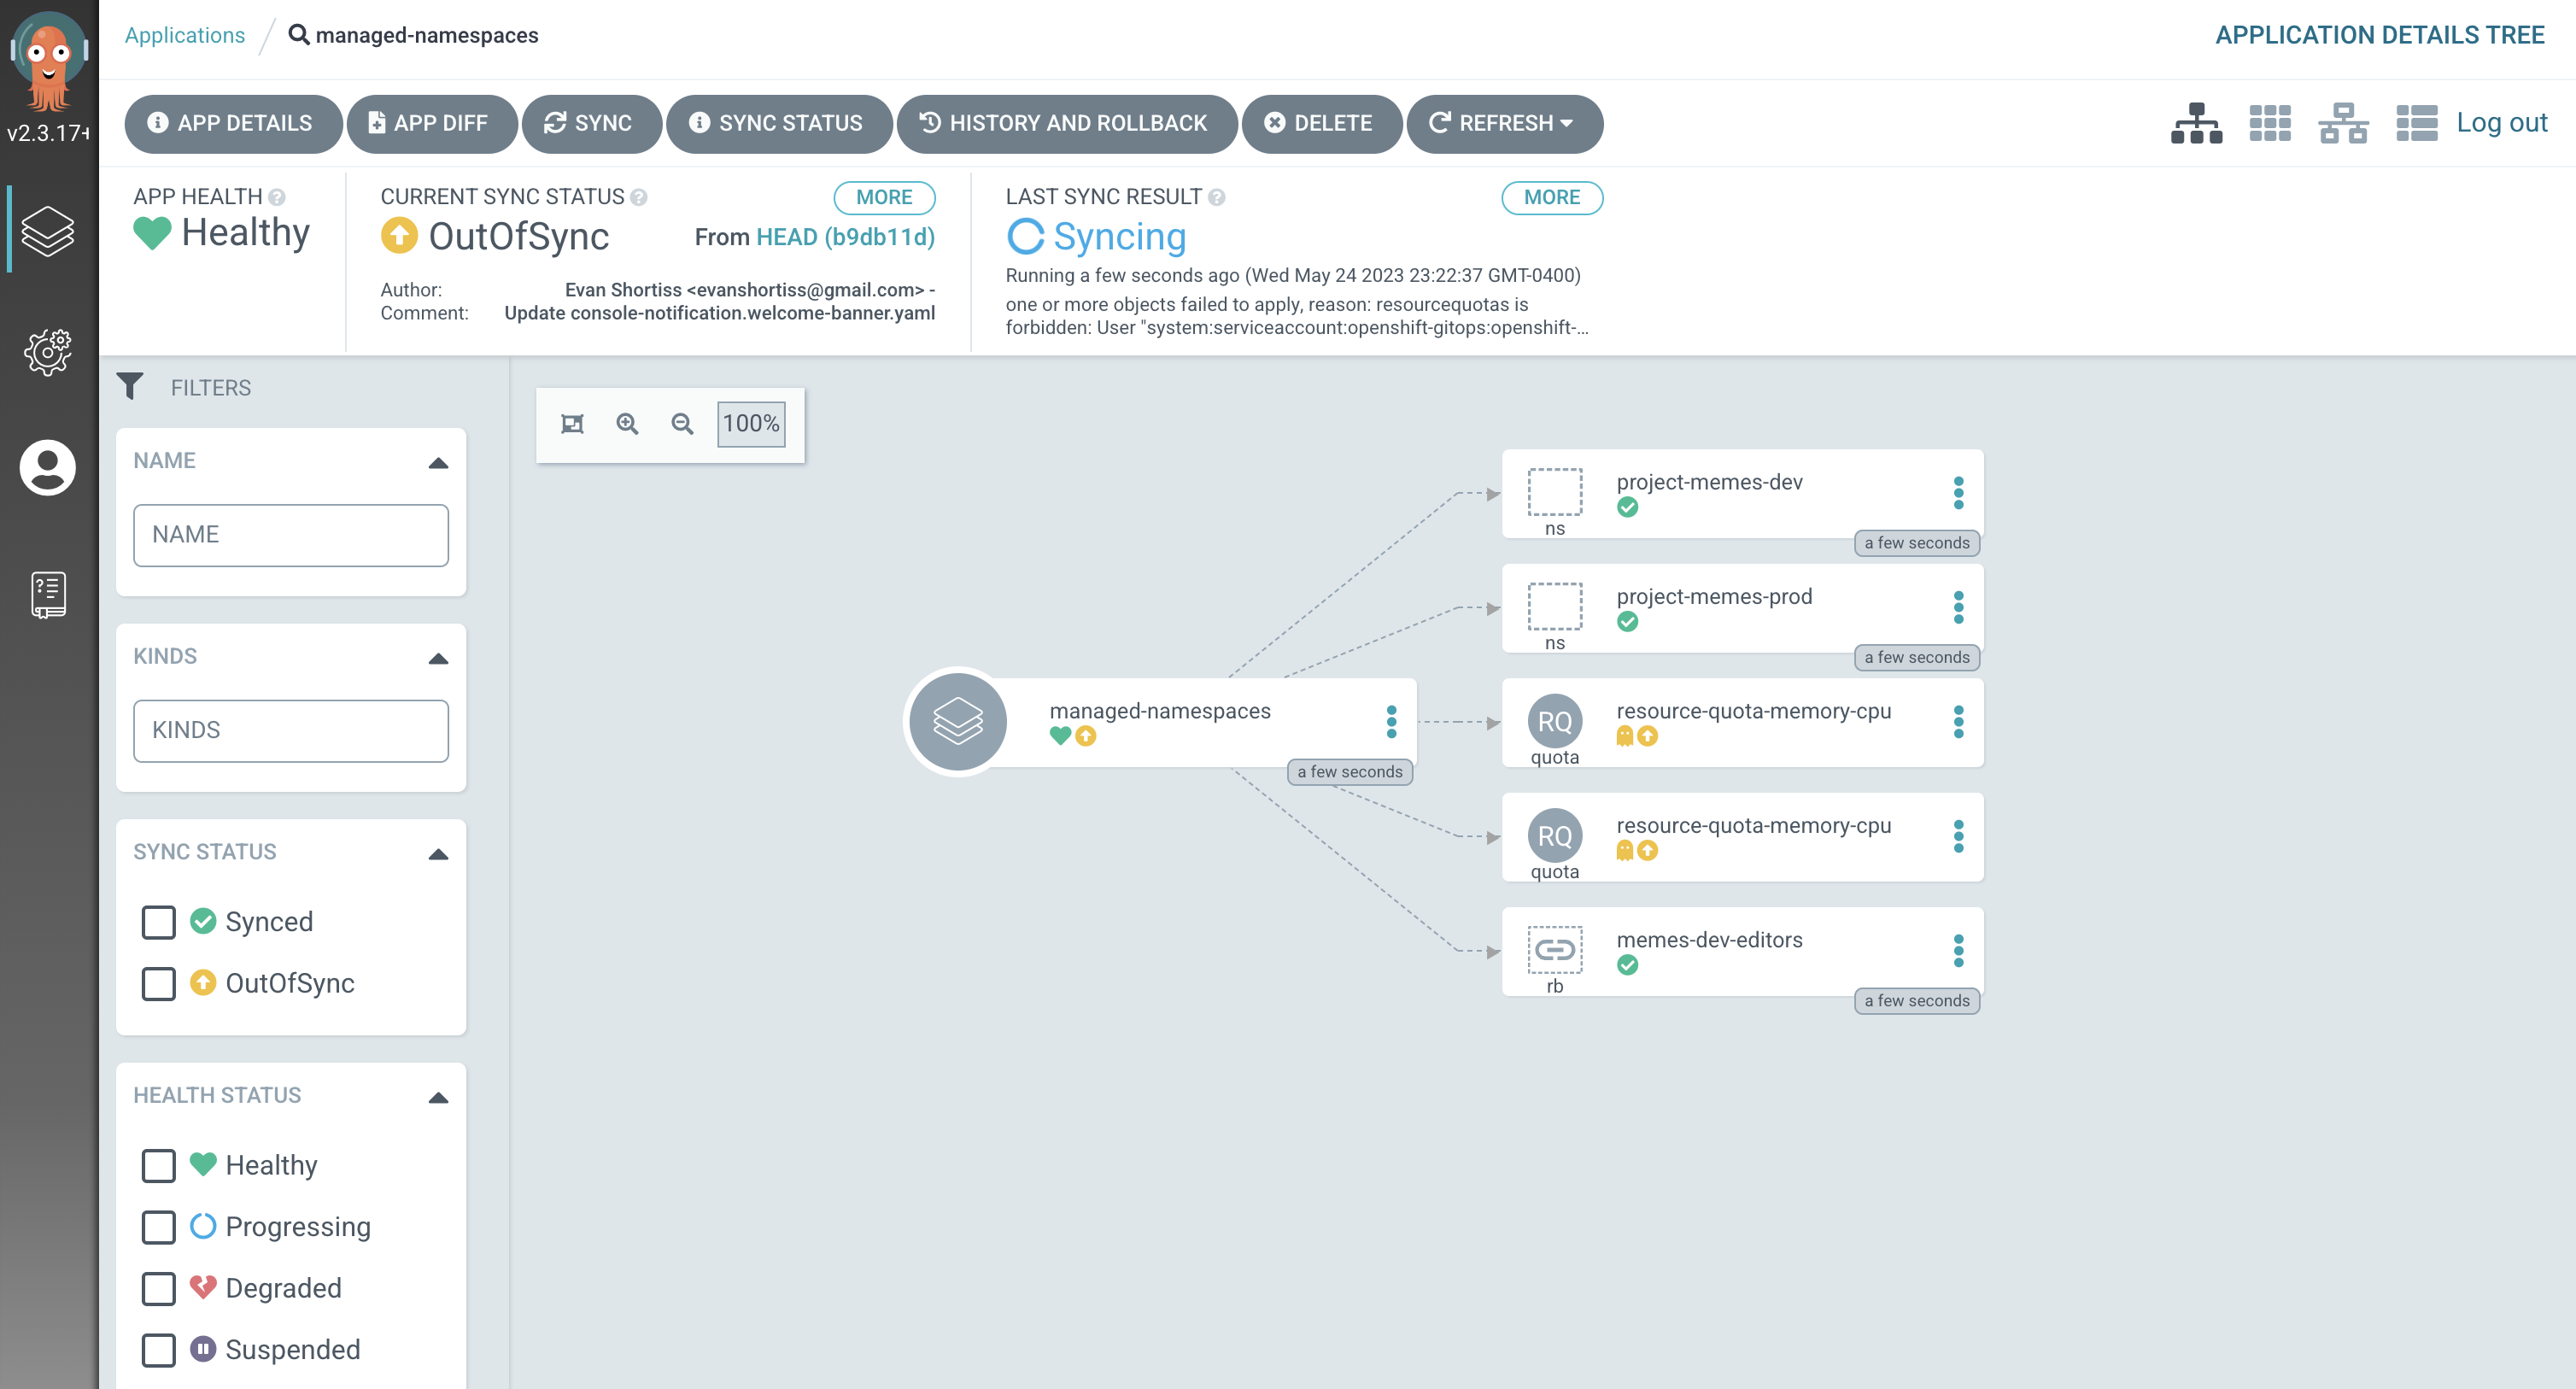 Applications / managed-namespaces
APPLICATION DETAILS TREE
v2.3.17+
APP DETAILS
APP DIFF
SYNC
SYNC STATUS
HISTORY AND ROLLBACK
DELETE
REFRESH
Log out
APP HEALTH
Healthy
CURRENT SYNC STATUS
MORE
OutOfSync
From HEAD (b9db11d)
Author: Evan Shortiss <evanshortiss@gmail.com> -
Comment: Update console-notification.welcome-banner.yaml
LAST SYNC RESULT
MORE
Syncing
Running a few seconds ago (Wed May 24 2023 23:22:37 GMT-0400)
one or more objects failed to apply, reason: resourcequotas is
forbidden: User "system:serviceaccount:openshift-gitops:openshift-...
FILTERS
NAME
NAME
KINDS
KINDS
SYNC STATUS
Synced
OutOfSync
HEALTH STATUS
Healthy
Progressing
Degraded
Suspended
100%
managed-namespaces
a few seconds
project-memes-dev
ns
a few seconds
project-memes-prod
ns
a few seconds
RQ
resource-quota-memory-cpu
quota
RQ
resource-quota-memory-cpu
quota
memes-dev-editors
rb
a few seconds